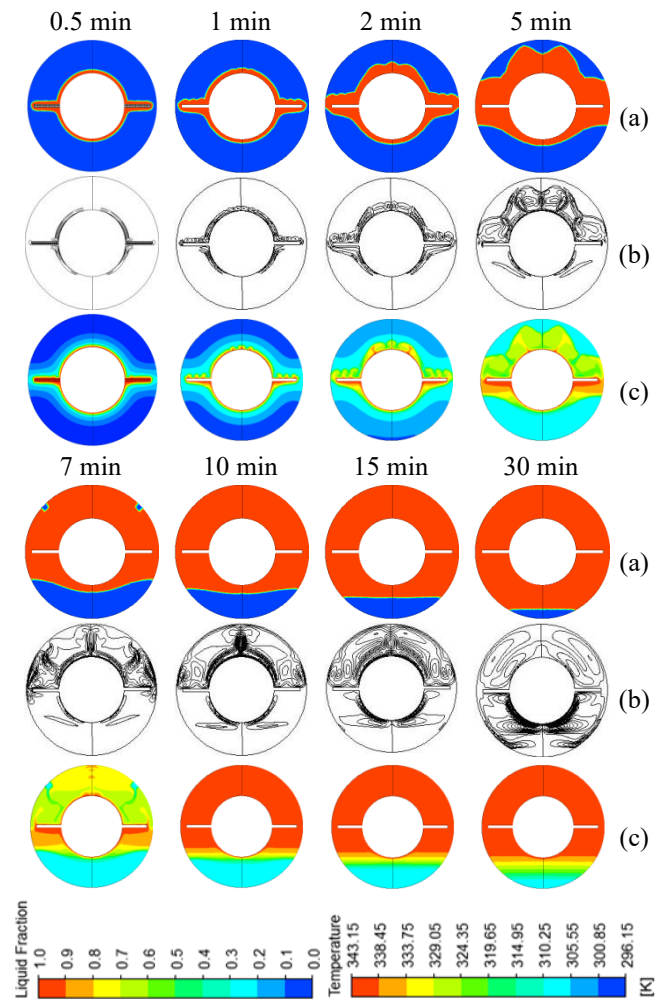 0.5 min 1 min 2 min 5 min
(a)
(b)
(c)
7 min 10 min 15 min 30 min
(a)
(b)
(c)
Liquid Fraction
1.0 0.9 0.8 0.7 0.6 0.5 0.4 0.3 0.2 0.1 0.0
Temperature
343.15 338.45 333.75 329.05 324.35 319.65 314.95 310.25 305.55 300.85 296.15
[K]